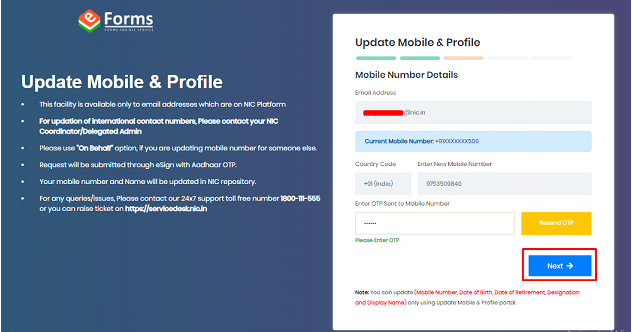 eForms
FORMS FOR NIC SERVICE
Update Mobile & Profile
This facility is available only to email addresses which are on NIC Platform
For updation of international contact numbers, Please contact your NIC
Coordinator/Delegated Admin
Please use "On Behalf" option, if you are updating mobile number for someone else.
Request will be submitted through eSign with Aadhaar OTP.
Your mobile number and Name will be updated in NIC repository.
For any queries/issues, Please contact our 24x7 support toll free number 1800-111-555
or you can raise ticket on https://servicedesk.nic.in
Update Mobile & Profile
Mobile Number Details
Email Address
@nic.in
Current Mobile Number: +91XXXXXXX506
Country Code Enter New Mobile Number
+91 (India) 9753509840
Enter OTP Sent to Mobile Number
······ Resend OTP
Please Enter OTP.
Next →
Note: You can update (Mobile Number, Date of Birth, Date of Retirement, Designation
and Display Name) only using Update Mobile & Profile portal.